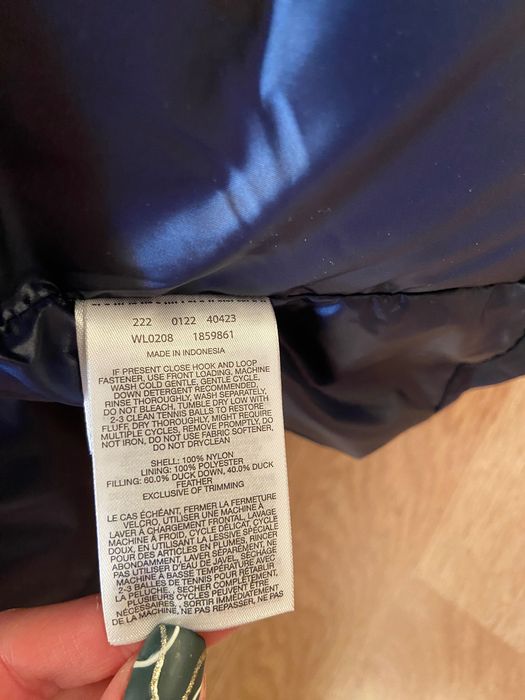 222 0122 40423
WL0208 1859861
MADE IN INDONESIA
IF PRESENT CLOSE HOOK AND LOOP
FASTENER, USE FRONT LOADING, MACHINE
WASH COLD GENTLE, GENTLE CYCLE,
DOWN DETERGENT RECOMMENDED,
RINSE THOROUGHLY, WASH SEPARATELY,
DO NOT BLEACH, TUMBLE DRY LOW WITH
2-3 CLEAN TENNIS BALLS TO RESTORE
FLUFF, DRY THOROUGHLY, MIGHT REQUIRE
MULTIPLE CYCLES, REMOVE PROMPTLY, DO
NOT IRON, DO NOT USE FABRIC SOFTENER,
DO NOT DRYCLEAN
SHELL: 100% NYLON
LINING: 100% POLYESTER
FILLING: 60.0% DUCK DOWN, 40.0% DUCK
FEATHER
EXCLUSIVE OF TRIMMING
LE CAS ÉCHÉANT, FERMER LA FERMETURE
VELCRO, UTILISER UNE MACHINE À
LAVER À CHARGEMENT FRONTAL, LAVAGE
MACHINE À FROID, CYCLE DÉLICAT, CYCLE
DOUX, EN UTILISANT LA LESSIVE SPÉCIALE
POUR DES ARTICLES EN PLUMES, RINCER
ABONDAMMENT, LAVER SÉPAREMENT, NE
PAS UTILISER D'EAU DE JAVEL, SÉCHAGE
MACHINE À BASSE TEMPÉRATURE AVEC
2-3 BALLES DE TENNIS POUR RETABLIR
LA PELUCHE, , SÉCHER COMPLÈTEMENT,
PLUSIEURS CYCLES PEUVENT ÊTRE
NÉCESSAIRES, , SORTIR IMMÉDIATEMENT
DE LA MACHINE, NE PAS REPASSER, NE PAS